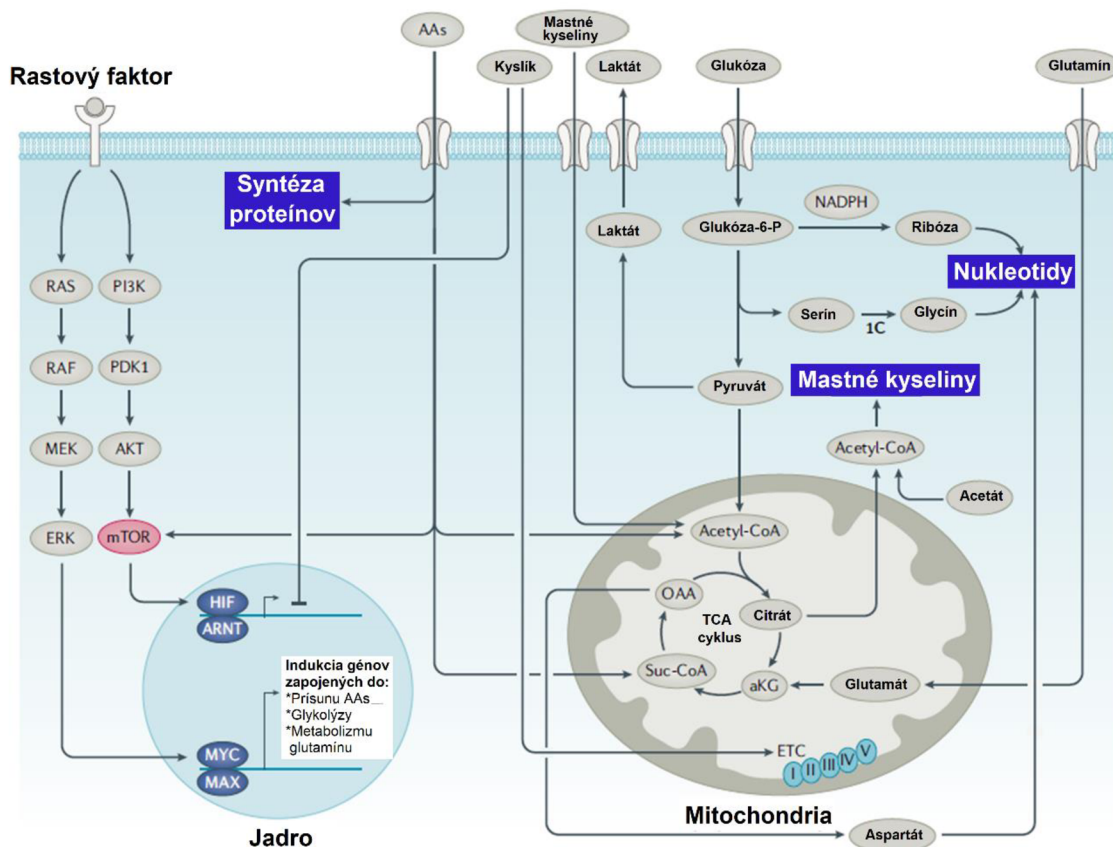 AAs
Mastné
kyseliny
Kyslík
Laktát
Glukóza
Glutamín
Rastový faktor
Syntéza
proteínov
NADPH
Laktát
Glukóza-6-P
Ribóza
Nukleotidy
RAS
PI3K
Serín
1C
Glycín
RAF
PDK1
Pyruvát
Mastné kyseliny
MEK
AKT
Acetyl-CoA
Acetát
ERK
mTOR
Acetyl-CoA
HIF
ARNT
OAA
TCA
cyklus
Citrát
Indukcia génov
zapojených do:
*Prísunu AAs_
*Glykolýzy
*Metabolizmu
glutamínu
Suc-CoA
aKG
Glutamát
MYC
MAX
ETC
I II III IV V
Mitochondria
Jadro
Aspartát